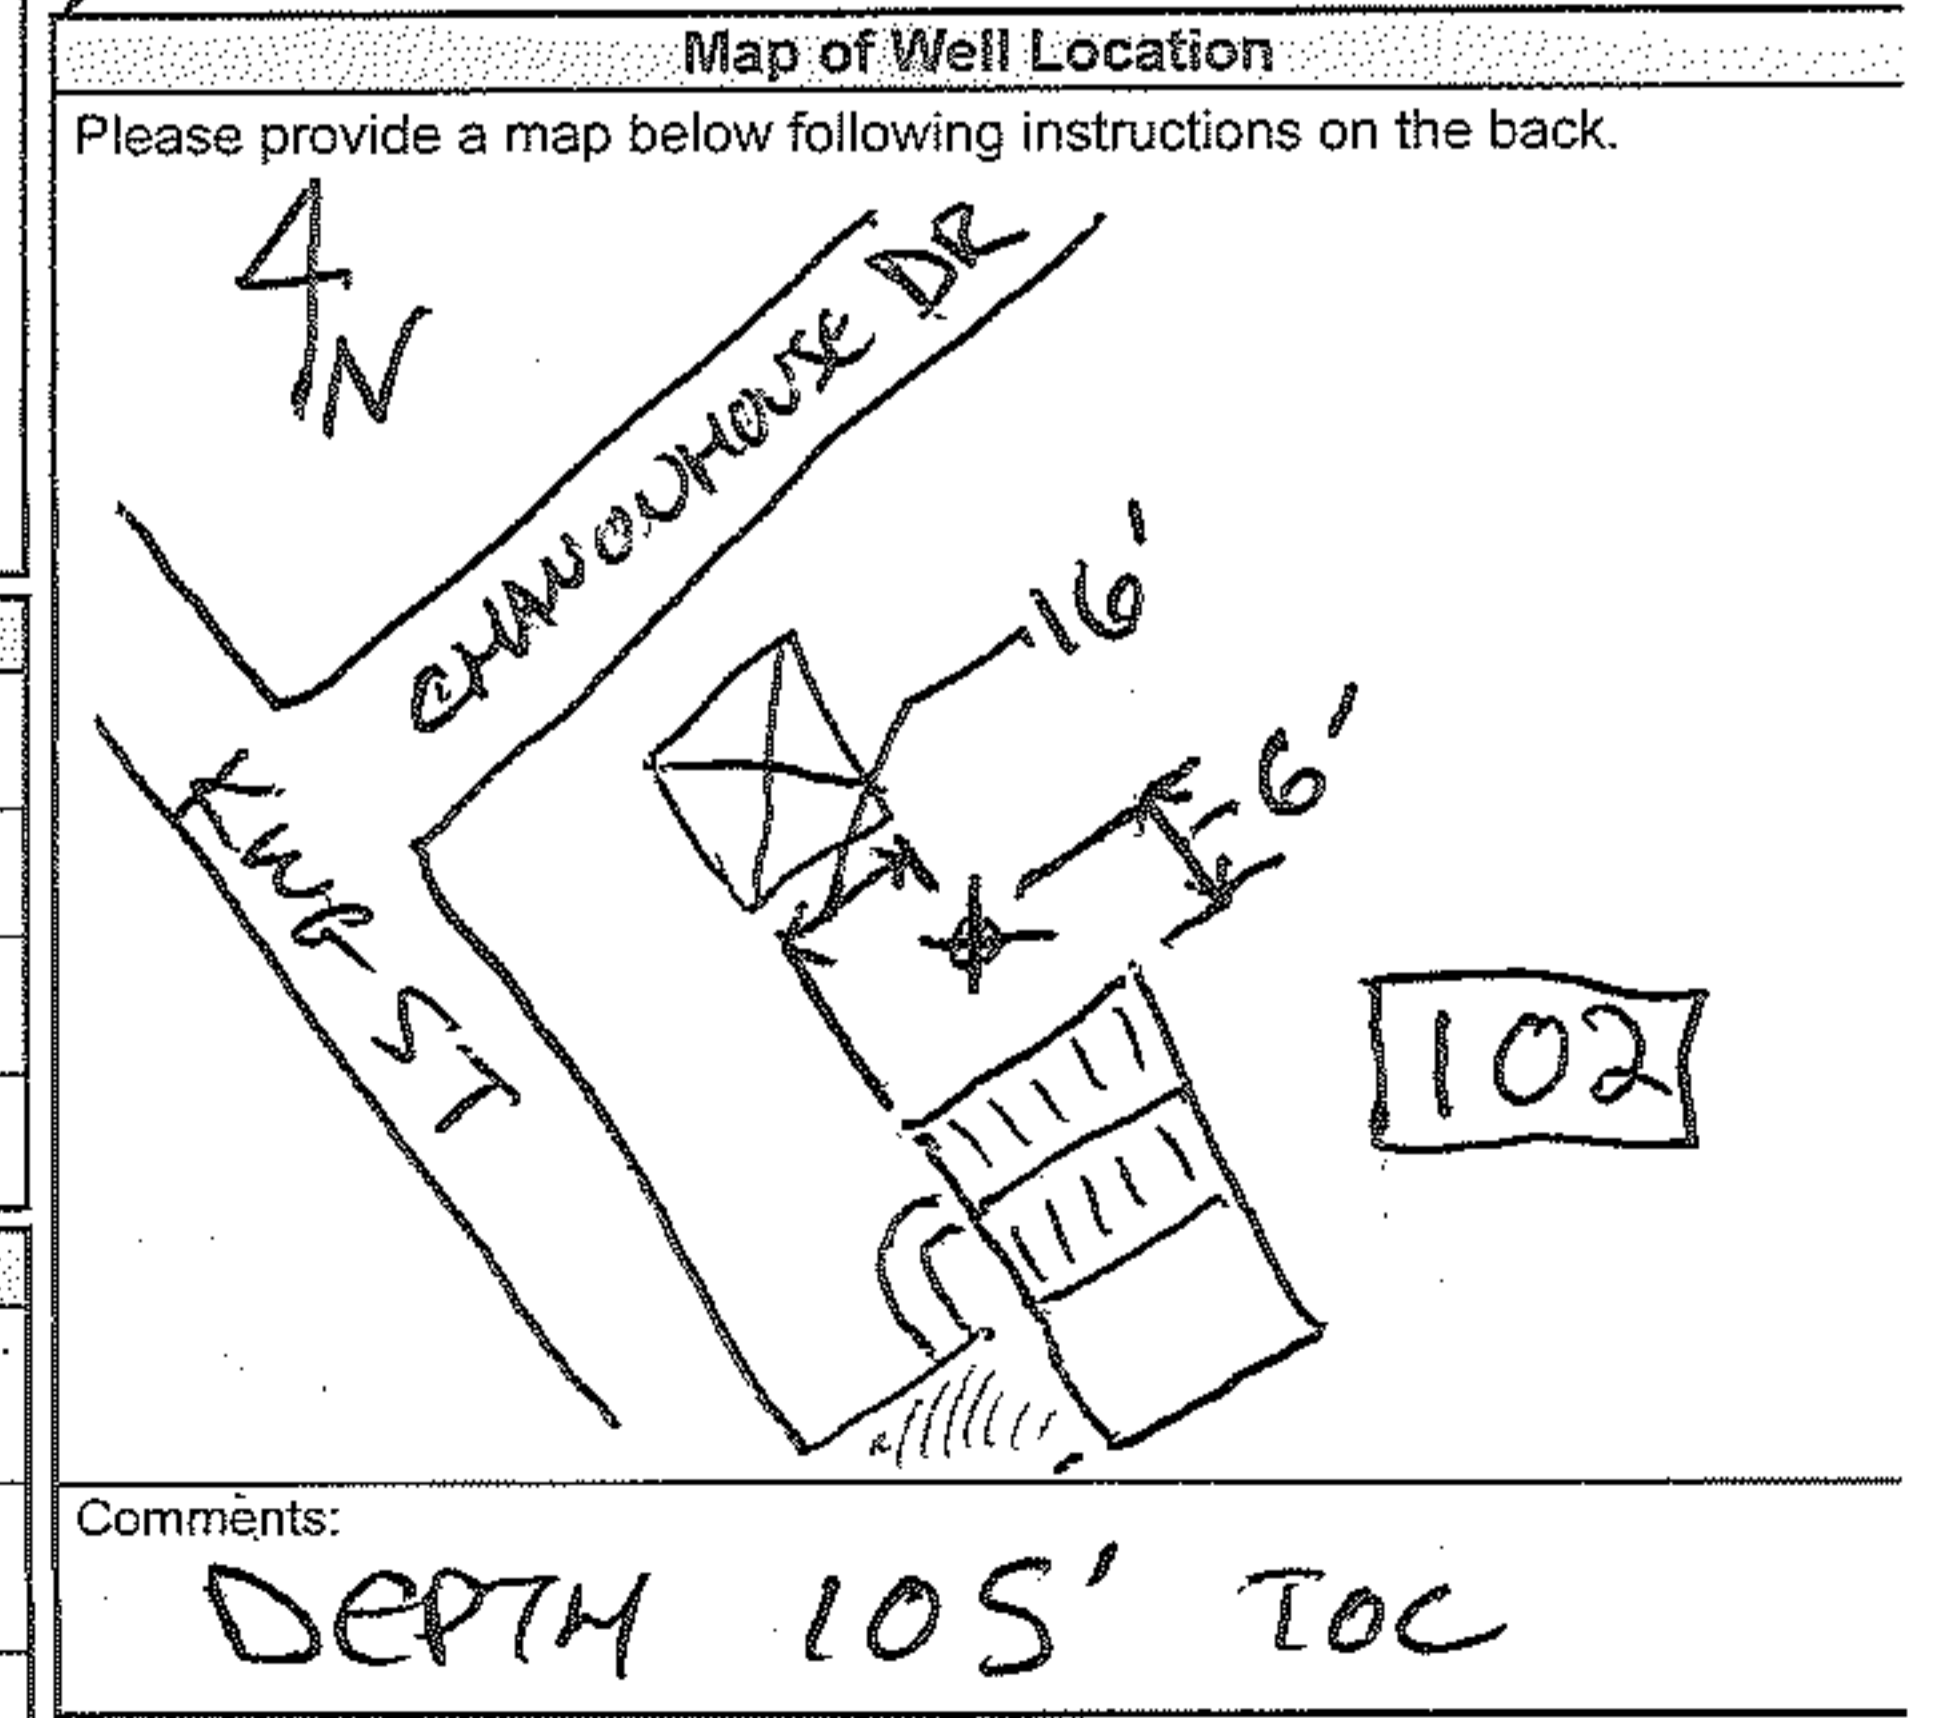 Map of Well Location
Please provide a map below following instructions on the back.
N
DR
16'
6'
KING ST
102
Comments:
DEPTH 105' TOC